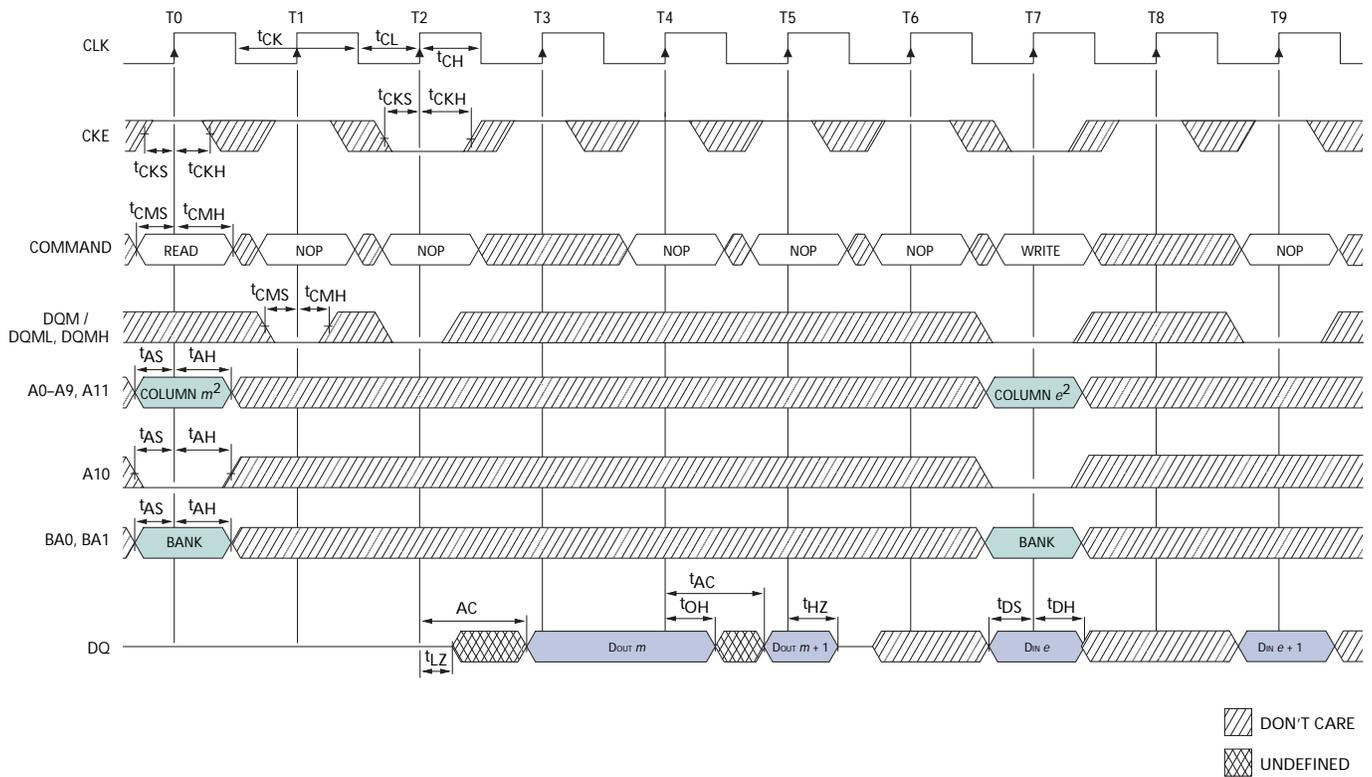 T0 T1 T2 T3 T4 T5 T6 T7 T8 T9
CLK
tCK tCL
tCH
tCKS tCKH
CKE
tCKS tCKH
tCMS tCMH
COMMAND READ NOP NOP NOP NOP NOP WRITE NOP
tCMS tCMH
DQM /
DQML, DQMH
tAS tAH
A0–A9, A11 COLUMN m2 COLUMN e2
tAS tAH
A10
tAS tAH
BA0, BA1 BANK BANK
tAC
AC tOH tHZ tDS tDH
DQ DOUT m DOUT m + 1 DIN e DIN e + 1
tLZ
DON'T CARE
UNDEFINED